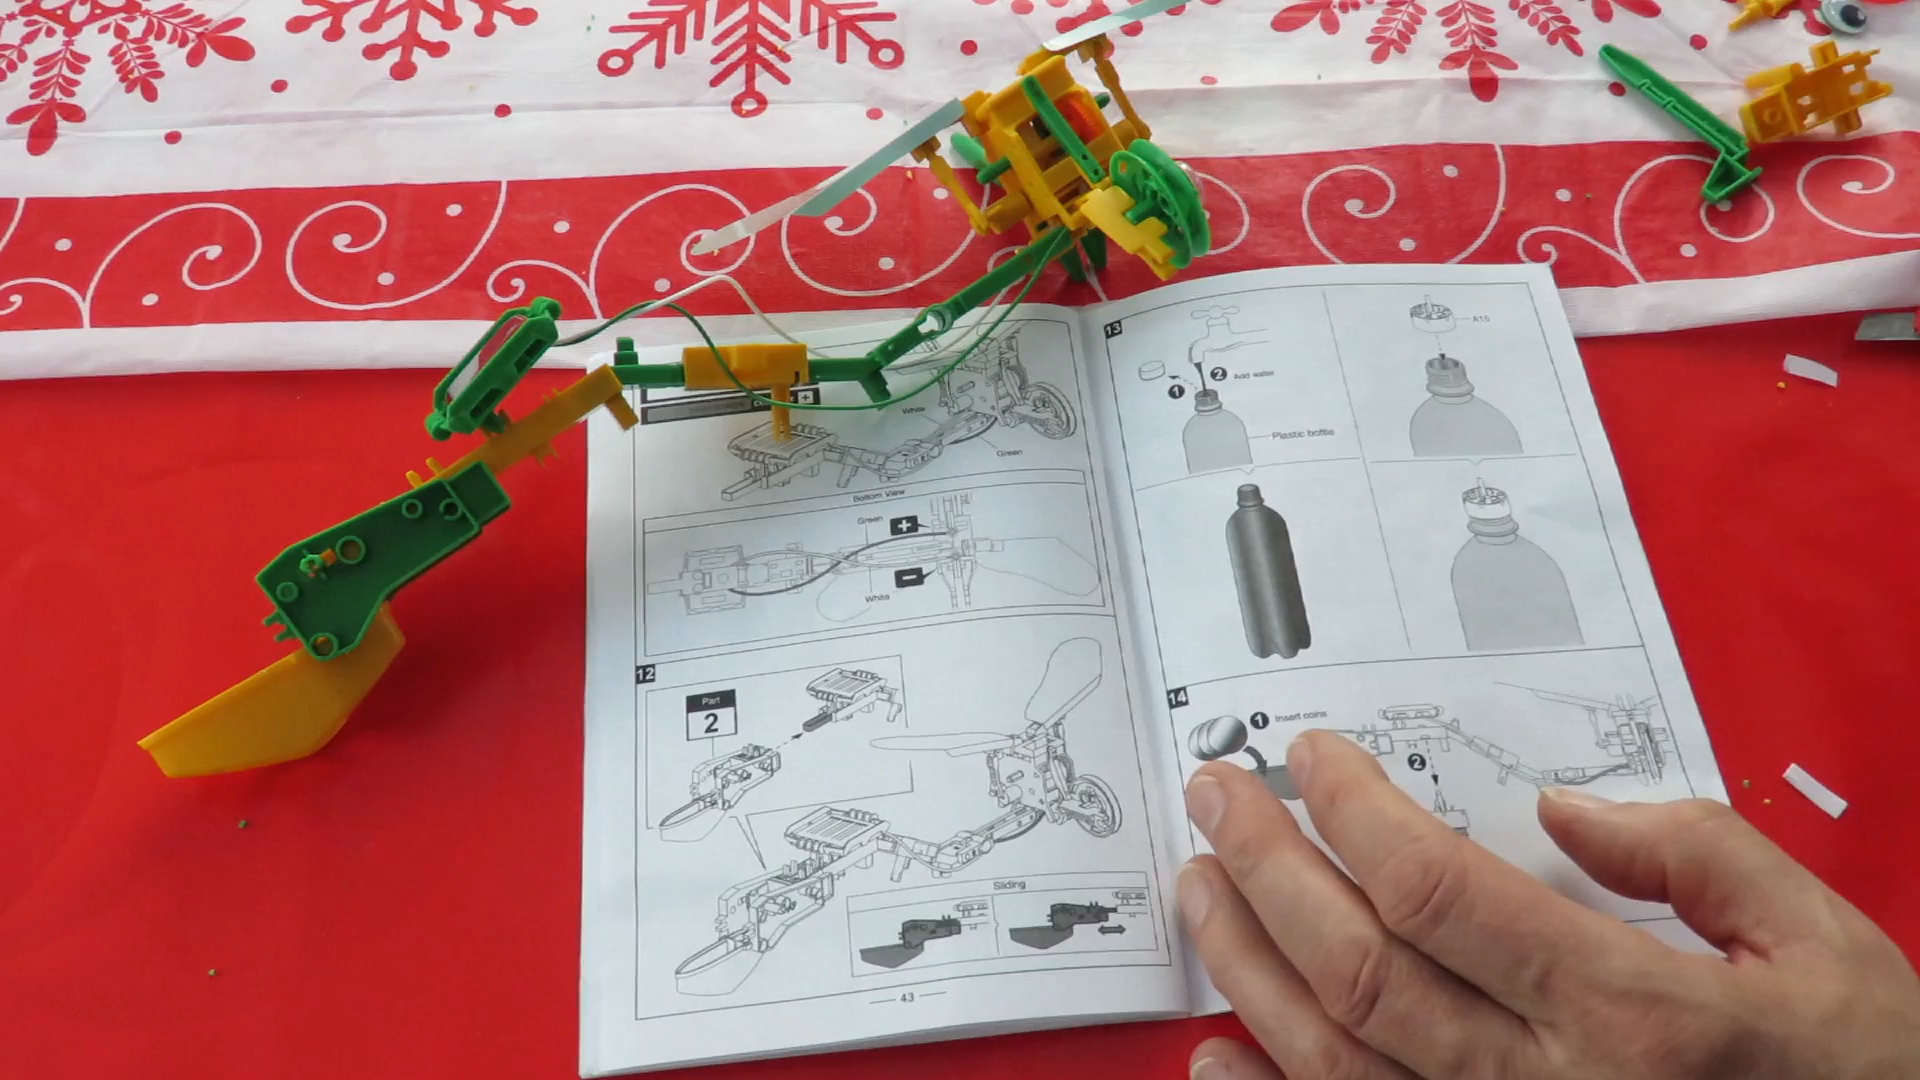 White
Green
Bottom View
Green +
-
White
12
Part
2
Sliding
43
13
1
2 Add water
Plastic bottle
A15
14
1 Insert coins
2